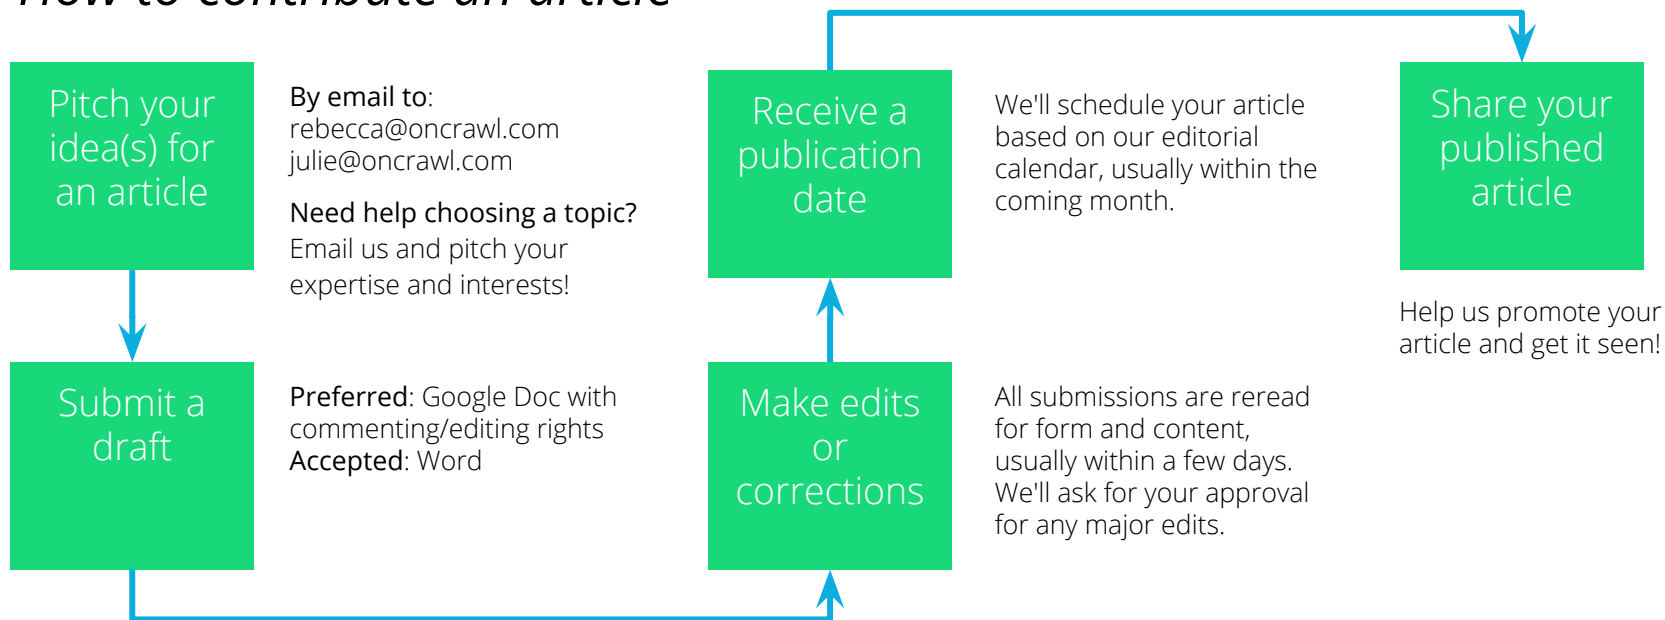 How to contribute an article
Pitch your
idea(s) for
an article
By email to:
rebecca@oncrawl.com
julie@oncrawl.com
Need help choosing a topic?
Email us and pitch your
expertise and interests!
Submit a
draft
Preferred: Google Doc with
commenting/editing rights
Accepted: Word
Make edits
or
corrections
All submissions are reread
for form and content,
usually within a few days.
We'll ask for your approval
for any major edits.
Receive a
publication
date
We'll schedule your article
based on our editorial
calendar, usually within the
coming month.
Share your
published
article
Help us promote your
article and get it seen!